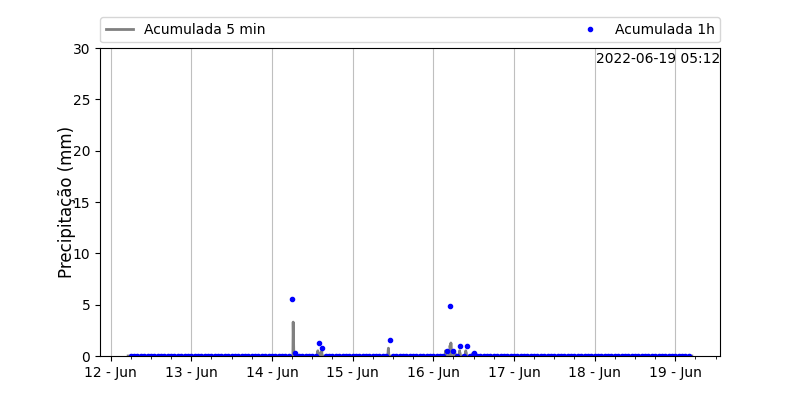 Acumulada 5 min
Acumulada 1h
2022-06-19 05:12
Precipitação (mm)
30
25
20
15
10
5
0
12 - Jun
13 - Jun
14 - Jun
15 - Jun
16 - Jun
17 - Jun
18 - Jun
19 - Jun